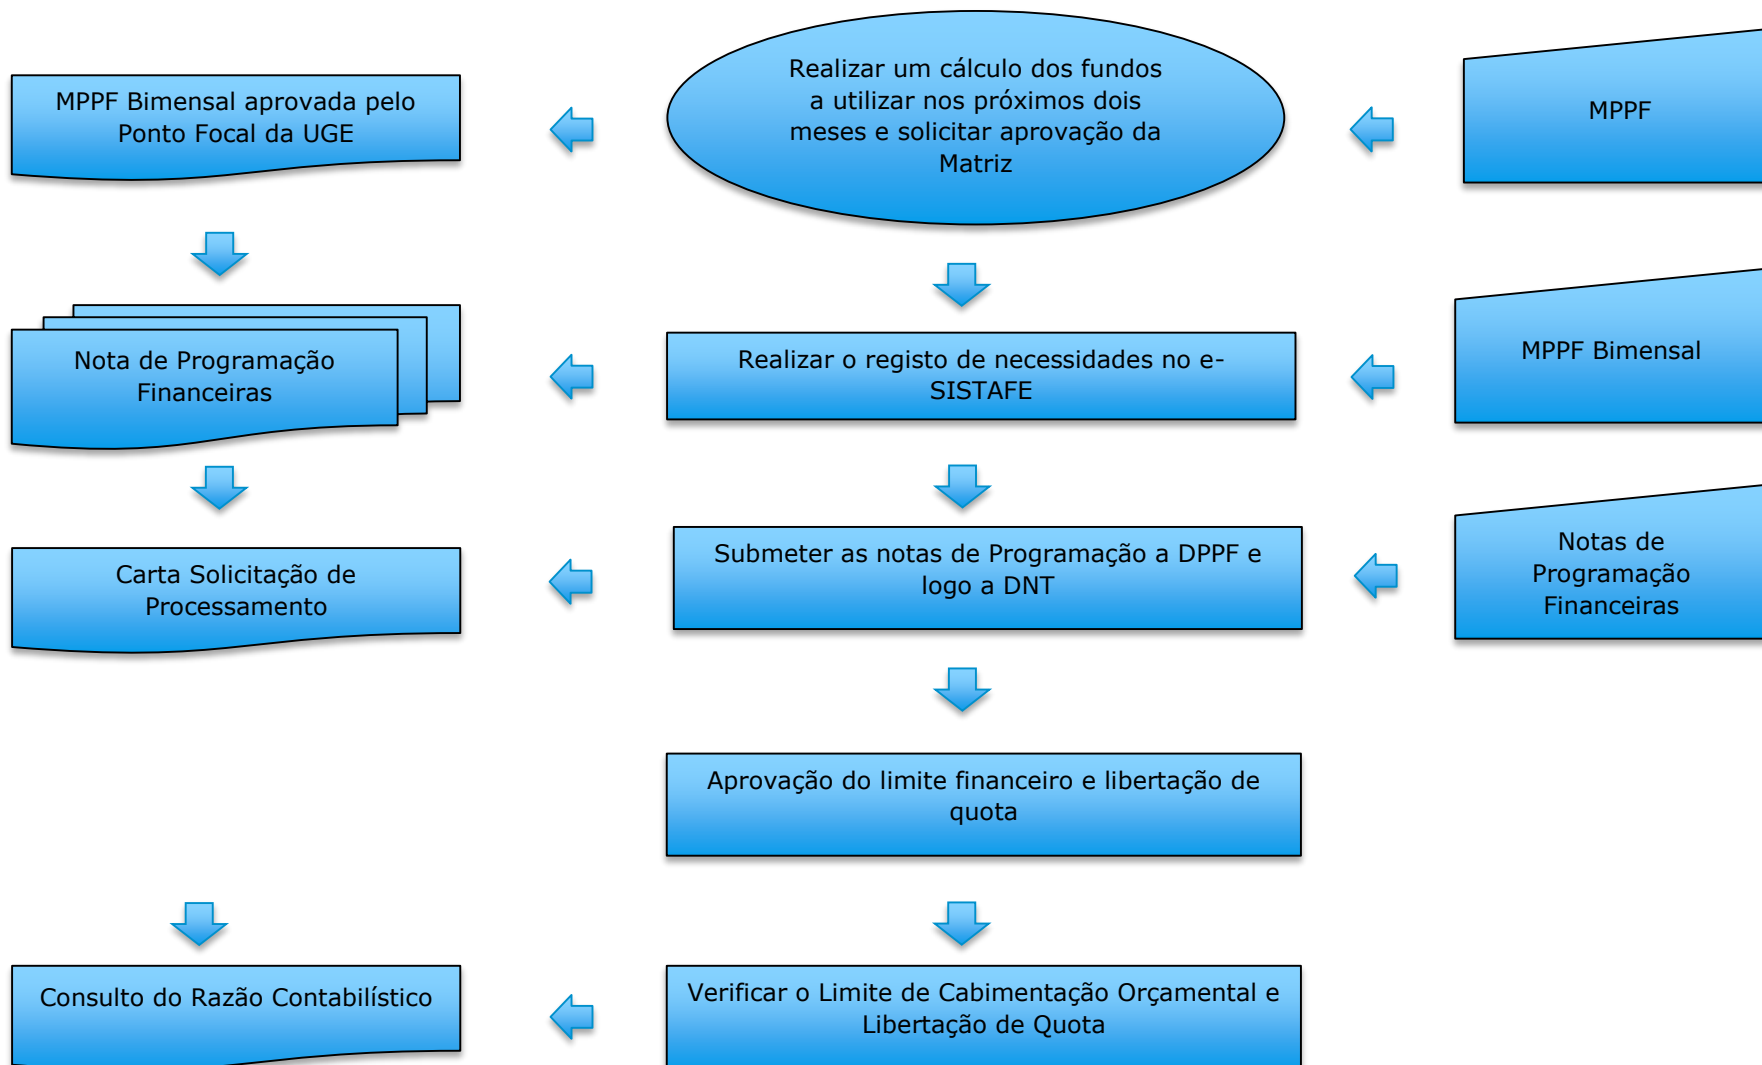 MPPF Bimensal aprovada pelo
Ponto Focal da UGE
Realizar um cálculo dos fundos
a utilizar nos próximos dois
meses e solicitar aprovação da
Matriz
MPPF
Nota de Programação
Financeiras
Realizar o registo de necessidades no e-
SISTAFE
MPPF Bimensal
Carta Solicitação de
Processamento
Submeter as notas de Programação a DPPF e
logo a DNT
Notas de
Programação
Financeiras
Aprovação do limite financeiro e libertação de
quota
Consulto do Razão Contabilístico
Verificar o Limite de Cabimentação Orçamental e
Libertação de Quota